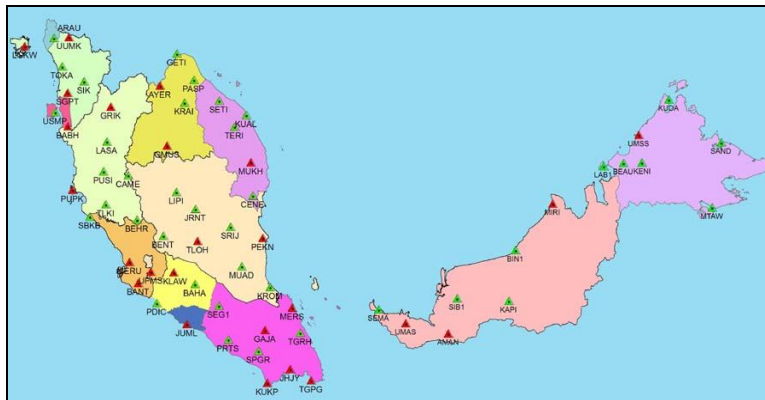 ARAU
UUMK
LGKW
GETI
TOKA
SIK
PASP
AYER
SGPT
GRIK
KRAI
SETI
KUDA
USMP
KUAL
BABH
TERI
UMSS
LASA
GMUS
SAND
MUKH
LAB1
BEAU
KENI
PUSI
CAME
PUPK
LIPI
CENE
TLKI
JRNT
MIRI
MTAW
SBKB
BEHR
SRIJ
BENT
TLOH
PEKN
BIN1
MERU
MUAD
UPMS
KLAW
BANT
BAHA
KROM
PDIC
SEG1
MERS
SIB1
KAPI
SEMA
JUML
GAJA
TGRH
UMAS
AMAN
PRTS
SPGR
JHJY
KUKP
TGPG